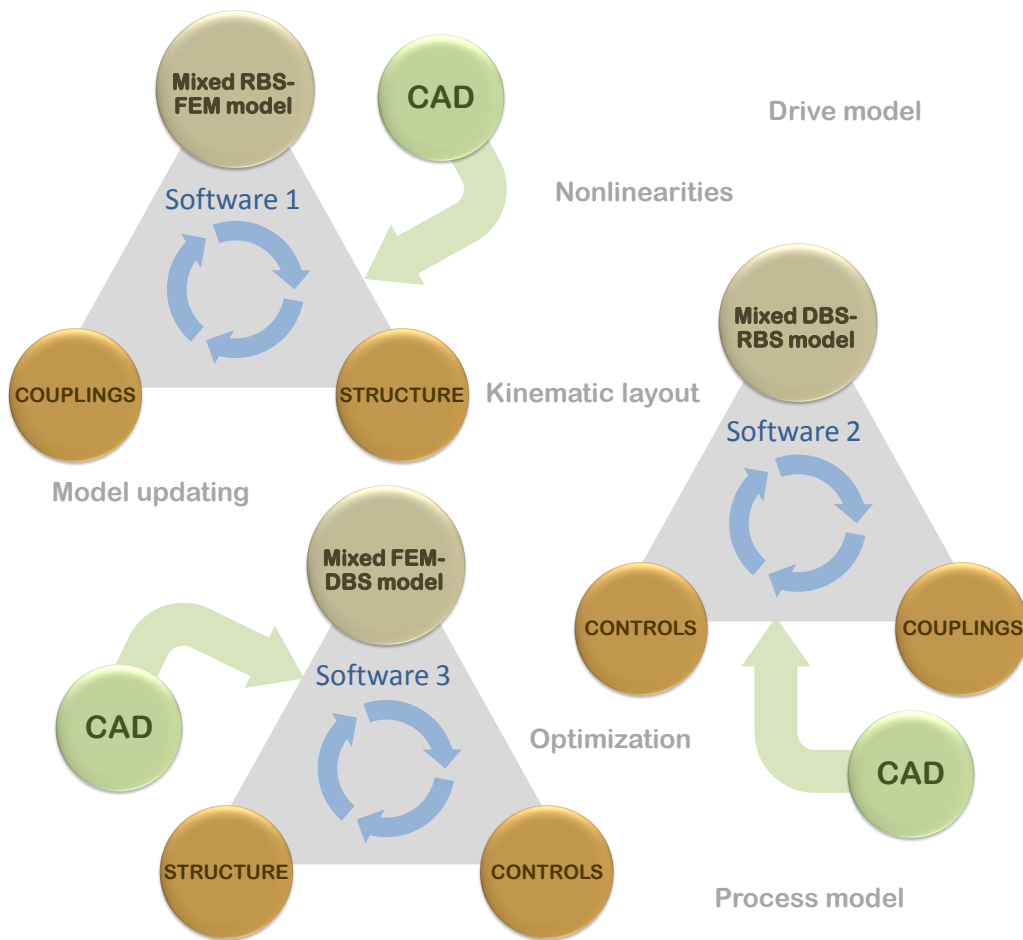 Mixed RBS-
FEM model
CAD
Drive model
Nonlinearities
Software 1
Mixed DBS-
RBS model
COUPLINGS
STRUCTURE
Kinematic layout
Software 2
Model updating
Mixed FEM-
DBS model
CONTROLS
COUPLINGS
Software 3
CAD
Optimization
CAD
STRUCTURE
CONTROLS
Process model